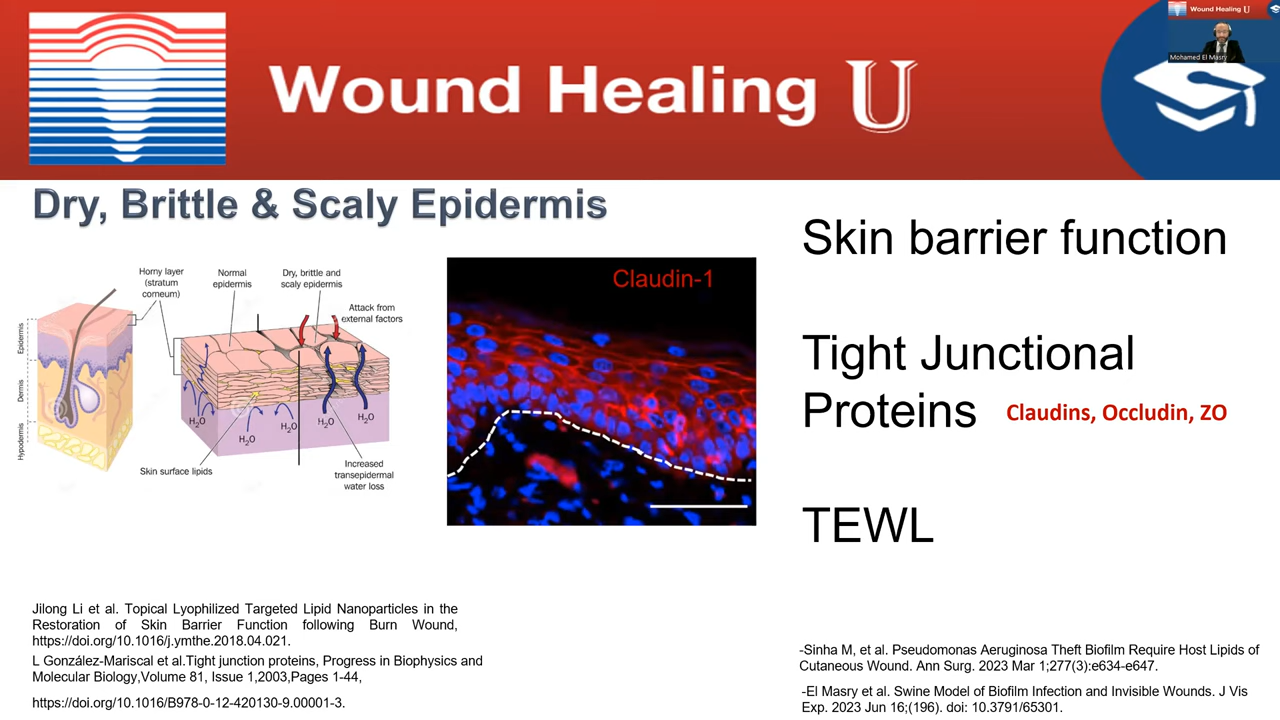 Wound Healing U
Wound Healing U
Mohamed El Masry
Dry, Brittle & Scaly Epidermis
Horny layer
(stratum
corneum)
Normal
epidermis
Dry, brittle and
scaly epidermis
Attack from
external factors
Epidermis
Dermis
Hypodermis
H2O
H2O
H2O
H2O
H2O
Skin surface lipids
Increased
transepidermal
water loss
Claudin-1
Skin barrier function
Tight Junctional
Proteins Claudins, Occludin, ZO
TEWL
Jilong Li et al. Topical Lyophilized Targeted Lipid Nanoparticles in the
Restoration of Skin Barrier Function following Burn Wound,
https://doi.org/10.1016/j.ymthe.2018.04.021.
L González-Mariscal et al.Tight junction proteins, Progress in Biophysics and
Molecular Biology,Volume 81, Issue 1,2003,Pages 1-44,
https://doi.org/10.1016/B978-0-12-420130-9.00001-3.
-Sinha M, et al. Pseudomonas Aeruginosa Theft Biofilm Require Host Lipids of
Cutaneous Wound. Ann Surg. 2023 Mar 1;277(3):e634-e647.
-El Masry et al. Swine Model of Biofilm Infection and Invisible Wounds. J Vis
Exp. 2023 Jun 16;(196). doi: 10.3791/65301.